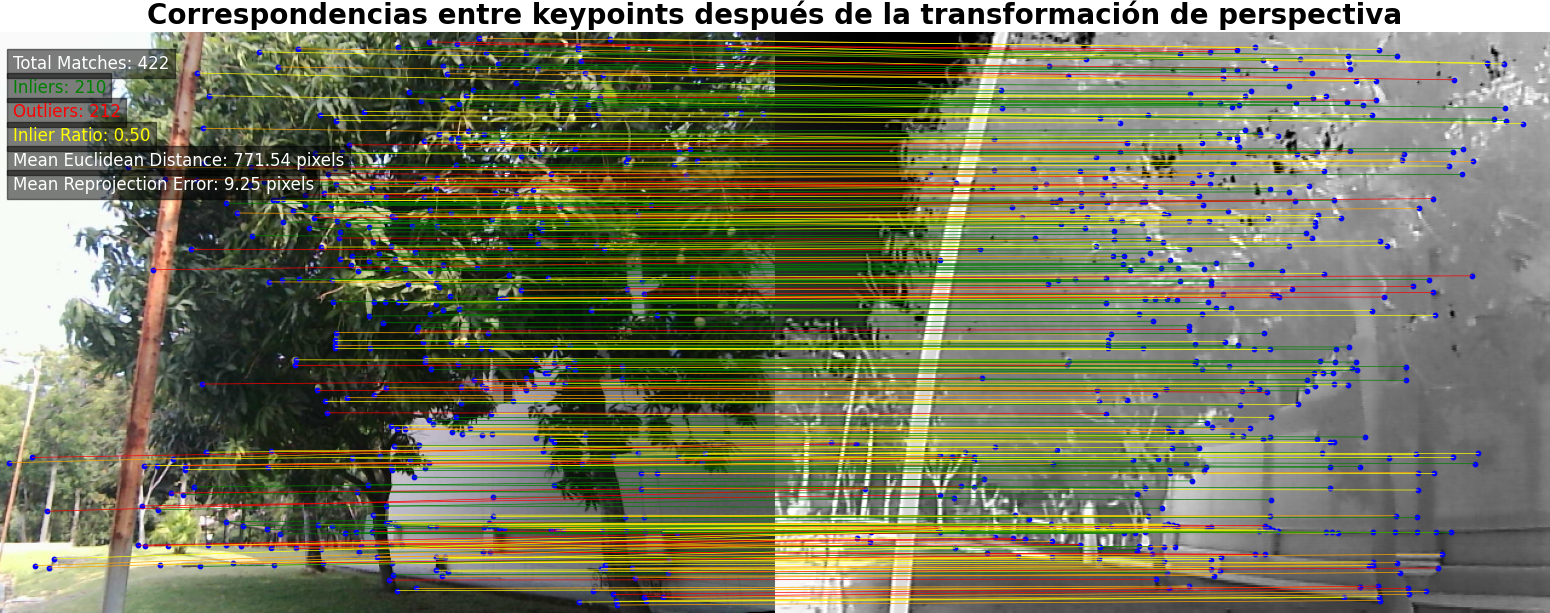 Correspondencias entre keypoints después de la transformación de perspectiva
Total Matches: 422
Inliers: 210
Outliers: 212
Inlier Ratio: 0.50
Mean Euclidean Distance: 771.54 pixels
Mean Reprojection Error: 9.25 pixels